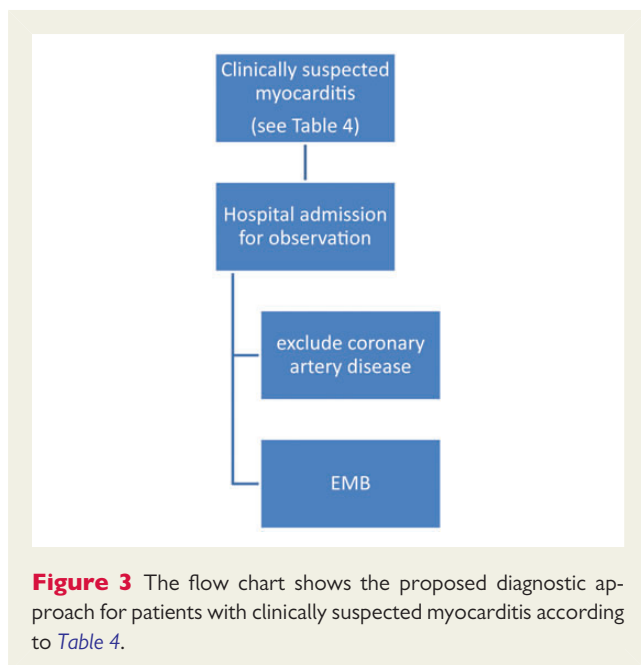 Clinically suspected
myocarditis
(see Table 4)
Hospital admission
for observation
exclude coronary
artery disease
EMB
Figure 3 The flow chart shows the proposed diagnostic ap-
proach for patients with clinically suspected myocarditis according
to Table 4.